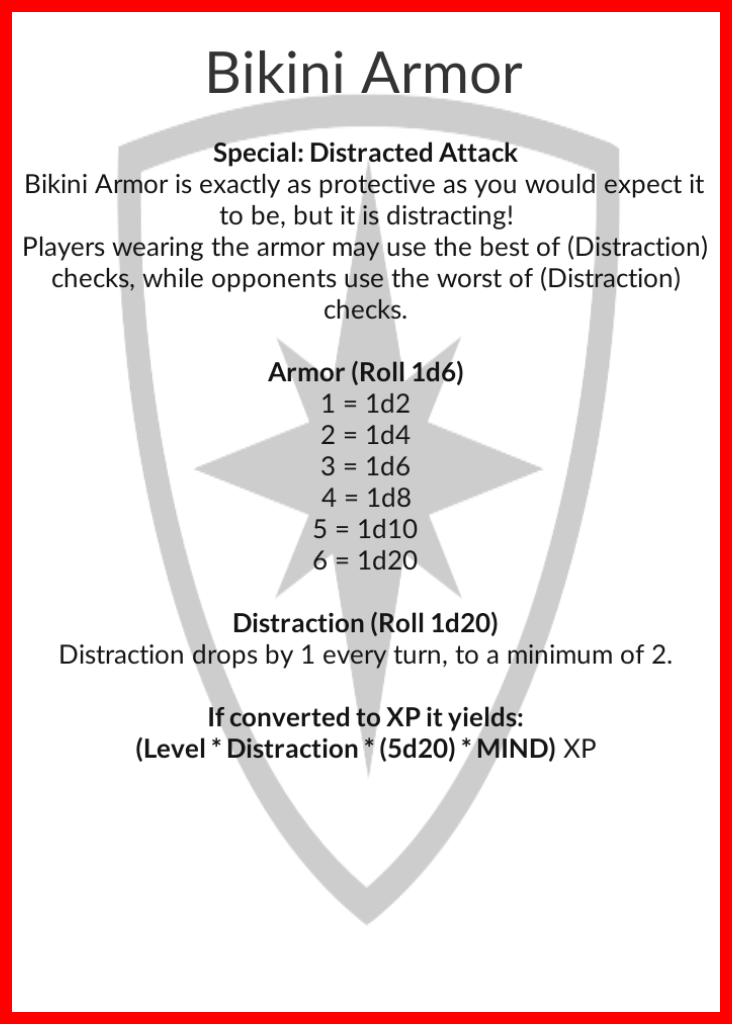 Bikini Armor
Special: Distracted Attack
Bikini Armor is exactly as protective as you would expect it
to be, but it is distracting!
Players wearing the armor may use the best of (Distraction)
checks, while opponents use the worst of (Distraction)
checks.
Armor (Roll 1d6)
1 = 1d2
2 = 1d4
3 = 1d6
4 = 1d8
5 = 1d10
6 = 1d20
Distraction (Roll 1d20)
Distraction drops by 1 every turn, to a minimum of 2.
If converted to XP it yields:
(Level * Distraction * (5d20) * MIND) XP